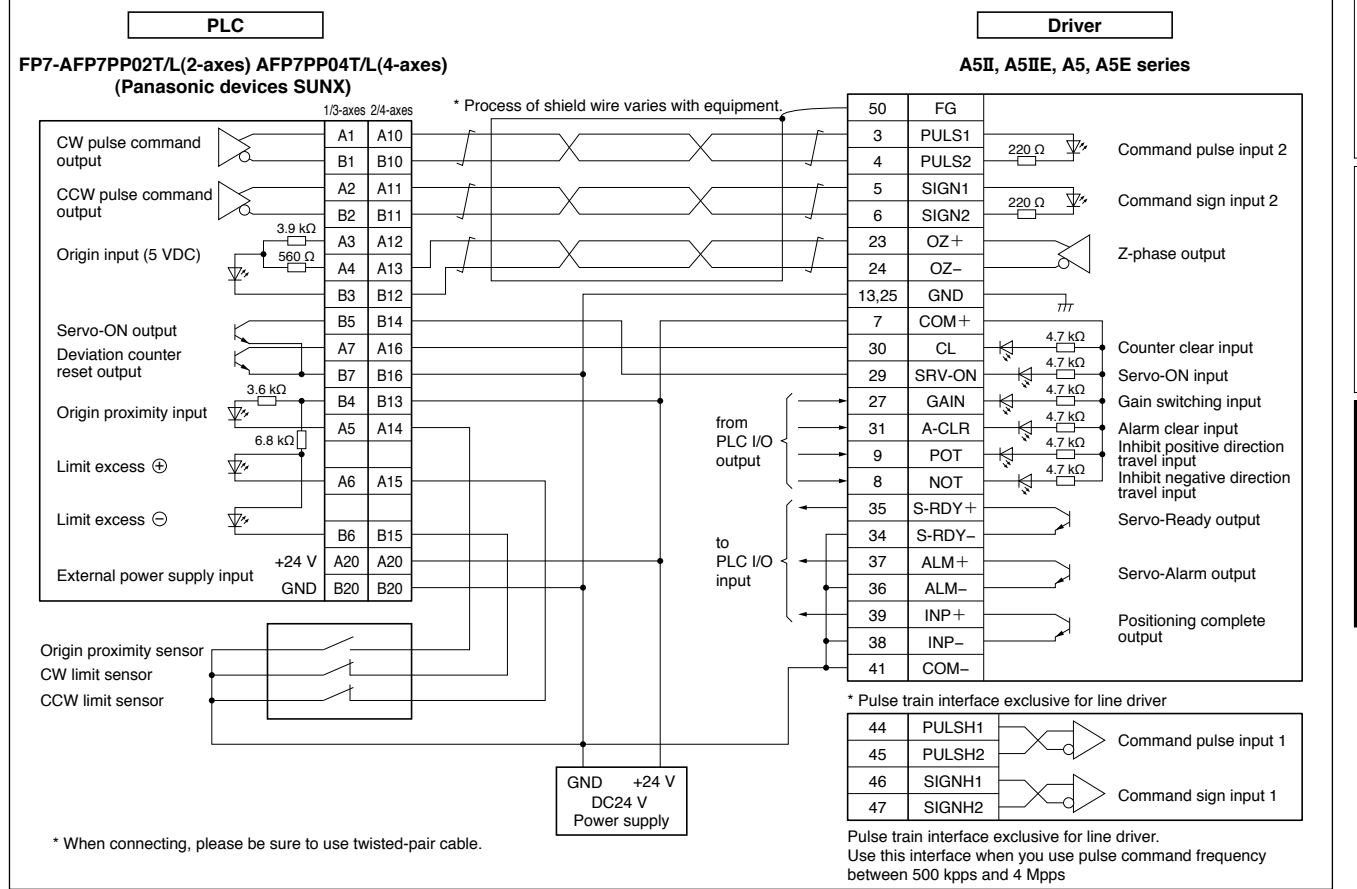 PLC
Driver
FP7-AFP7PP02T/L(2-axes) AFP7PP04T/L(4-axes)
(Panasonic devices SUNX)
A5II, A5IIE, A5, A5E series
1/3-axes 2/4-axes
* Process of shield wire varies with equipment.
CW pulse command
output
CCW pulse command
output
3.9 kΩ
560 Ω
Origin input (5 VDC)
Servo-ON output
Deviation counter
reset output
3.6 kΩ
Origin proximity input
6.8 kΩ
Limit excess ⊕
Limit excess ⊖
External power supply input
+24 V
GND
A1 A10
B1 B10
A2 A11
B2 B11
A3 A12
A4 A13
B3 B12
B5 B14
A7 A16
B7 B16
B4 B13
A5 A14
A6 A15
B6 B15
A20 A20
B20 B20
Origin proximity sensor
CW limit sensor
CCW limit sensor
GND +24 V
DC24 V
Power supply
* When connecting, please be sure to use twisted-pair cable.
from
PLC I/O
output
to
PLC I/O
input
50 FG
3 PULS1
4 PULS2
5 SIGN1
6 SIGN2
23 OZ+
24 OZ−
13,25 GND
7 COM+
30 CL
29 SRV-ON
27 GAIN
31 A-CLR
9 POT
8 NOT
35 S-RDY+
34 S-RDY−
37 ALM+
36 ALM−
39 INP+
38 INP−
41 COM−
220 Ω
Command pulse input 2
220 Ω
Command sign input 2
Z-phase output
4.7 kΩ
Counter clear input
4.7 kΩ
Servo-ON input
4.7 kΩ
Gain switching input
4.7 kΩ
Alarm clear input
4.7 kΩ
Inhibit positive direction
travel input
4.7 kΩ
Inhibit negative direction
travel input
Servo-Ready output
Servo-Alarm output
Positioning complete
output
* Pulse train interface exclusive for line driver
44 PULSH1
45 PULSH2
46 SIGNH1
47 SIGNH2
Command pulse input 1
Command sign input 1
Pulse train interface exclusive for line driver.
Use this interface when you use pulse command frequency
between 500 kpps and 4 Mpps